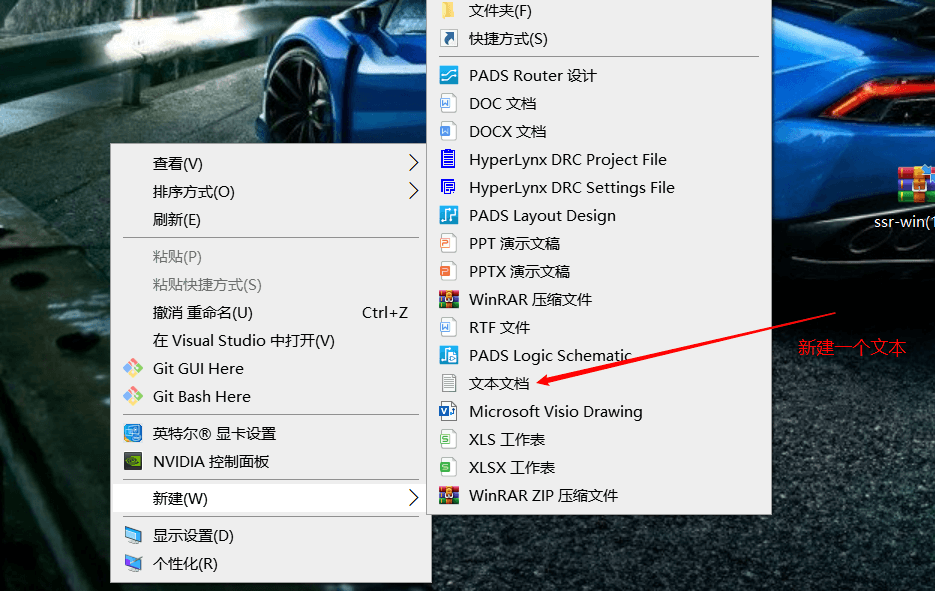 文件夹(F)
快捷方式(S)
PADS Router 设计
DOC 文档
DOCX 文档
HyperLynx DRC Project File
HyperLynx DRC Settings File
PADS Layout Design
PPT 演示文稿
PPTX 演示文稿
WinRAR 压缩文件
RTF 文件
PADS Logic Schematic
文本文档
Microsoft Visio Drawing
XLS 工作表
XLSX 工作表
WinRAR ZIP 压缩文件
查看(V)
排序方式(O)
刷新(E)
粘贴(P)
粘贴快捷方式(S)
撤消 重命名(U) Ctrl+Z
在 Visual Studio 中打开(V)
Git GUI Here
Git Bash Here
英特尔® 显卡设置
NVIDIA 控制面板
新建(W)
显示设置(D)
个性化(R)
ssr-win(1
新建一个文本